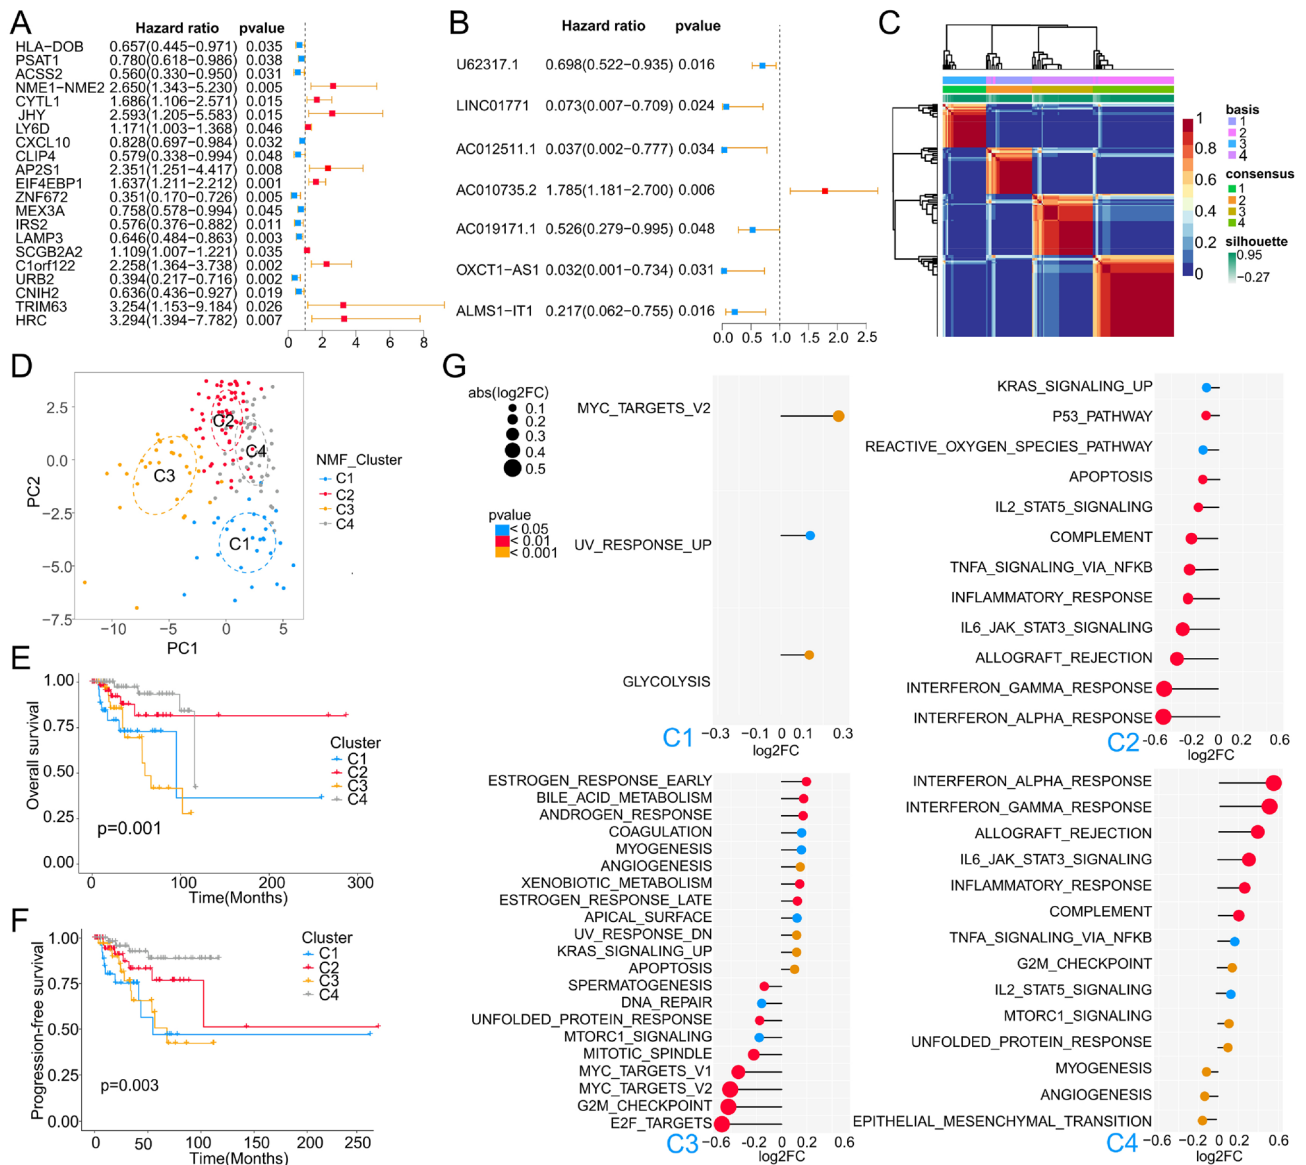 A
Hazard ratio pvalue
HLA−DOB 0.657(0.445−0.971) 0.035
PSAT1 0.780(0.618−0.986) 0.038
ACSS2 0.560(0.330−0.950) 0.031
NME1−NME2 2.650(1.343−5.230) 0.005
CYTL1 1.686(1.106−2.571) 0.015
JHY 2.593(1.205−5.583) 0.015
LY6D 1.171(1.003−1.368) 0.046
CXCL10 0.828(0.697−0.984) 0.032
CLIP4 0.579(0.338−0.994) 0.048
AP2S1 2.351(1.251−4.417) 0.008
EIF4EBP1 1.637(1.211−2.212) 0.001
ZNF672 0.351(0.170−0.726) 0.005
MEX3A 0.758(0.578−0.994) 0.045
IRS2 0.576(0.376−0.882) 0.011
LAMP3 0.646(0.484−0.863) 0.003
SCGB2A2 1.109(1.007−1.221) 0.035
C1orf122 2.258(1.364−3.738) 0.002
URB2 0.394(0.217−0.716) 0.002
CNIH2 0.636(0.436−0.927) 0.019
TRIM63 3.254(1.153−9.184) 0.026
HRC 3.294(1.394−7.782) 0.007
0 2 4 6 8
B
Hazard ratio pvalue
U62317.1 0.698(0.522−0.935) 0.016
LINC01771 0.073(0.007−0.709) 0.024
AC012511.1 0.037(0.002−0.777) 0.034
AC010735.2 1.785(1.181−2.700) 0.006
AC019171.1 0.526(0.279−0.995) 0.048
OXCT1−AS1 0.032(0.001−0.734) 0.031
ALMS1−IT1 0.217(0.062−0.755) 0.016
0.0 0.5 1.0 1.5 2.0 2.5
C
1
0.8
0.6
0.4
0.2
0
basis
1
2
3
4
consensus
1
2
3
4
silhouette
0.95
−0.27
D
PC2
2.5
0.0
−2.5
−5.0
−7.5
C2
C4
C3
C1
−10 −5 0 5
PC1
NMF_Cluster
C1
C2
C3
C4
E
Overall survival
1.00
0.75
0.50
0.25
0.00
p=0.001
0 100 200 300
Time(Months)
Cluster
C1
C2
C3
C4
F
Progression-free survival
1.00
0.75
0.50
0.25
0.00
p=0.003
0 50 100 150 200 250
Time(Months)
Cluster
C1
C2
C3
C4
G
abs(log2FC)
0.1
0.2
0.3
0.4
0.5
pvalue
< 0.05
< 0.01
< 0.001
MYC_TARGETS_V2
UV_RESPONSE_UP
GLYCOLYSIS
C1
−0.3 −0.1 0 0.1 0.3
log2FC
KRAS_SIGNALING_UP
P53_PATHWAY
REACTIVE_OXYGEN_SPECIES_PATHWAY
APOPTOSIS
IL2_STAT5_SIGNALING
COMPLEMENT
TNFA_SIGNALING_VIA_NFKB
INFLAMMATORY_RESPONSE
IL6_JAK_STAT3_SIGNALING
ALLOGRAFT_REJECTION
INTERFERON_GAMMA_RESPONSE
INTERFERON_ALPHA_RESPONSE
C2
−0.6 −0.2 0 0.2 0.6
log2FC
ESTROGEN_RESPONSE_EARLY
BILE_ACID_METABOLISM
ANDROGEN_RESPONSE
COAGULATION
MYOGENESIS
ANGIOGENESIS
XENOBIOTIC_METABOLISM
ESTROGEN_RESPONSE_LATE
APICAL_SURFACE
UV_RESPONSE_DN
KRAS_SIGNALING_UP
APOPTOSIS
SPERMATOGENESIS
DNA_REPAIR
UNFOLDED_PROTEIN_RESPONSE
MTORC1_SIGNALING
MITOTIC_SPINDLE
MYC_TARGETS_V1
MYC_TARGETS_V2
G2M_CHECKPOINT
E2F_TARGETS
C3
−0.6 −0.2 0 0.2 0.6
log2FC
INTERFERON_ALPHA_RESPONSE
INTERFERON_GAMMA_RESPONSE
ALLOGRAFT_REJECTION
IL6_JAK_STAT3_SIGNALING
INFLAMMATORY_RESPONSE
COMPLEMENT
TNFA_SIGNALING_VIA_NFKB
G2M_CHECKPOINT
IL2_STAT5_SIGNALING
MTORC1_SIGNALING
UNFOLDED_PROTEIN_RESPONSE
MYOGENESIS
ANGIOGENESIS
EPITHELIAL_MESENCHYMAL_TRANSITION
C4
−0.6 −0.2 0 0.2 0.6
log2FC